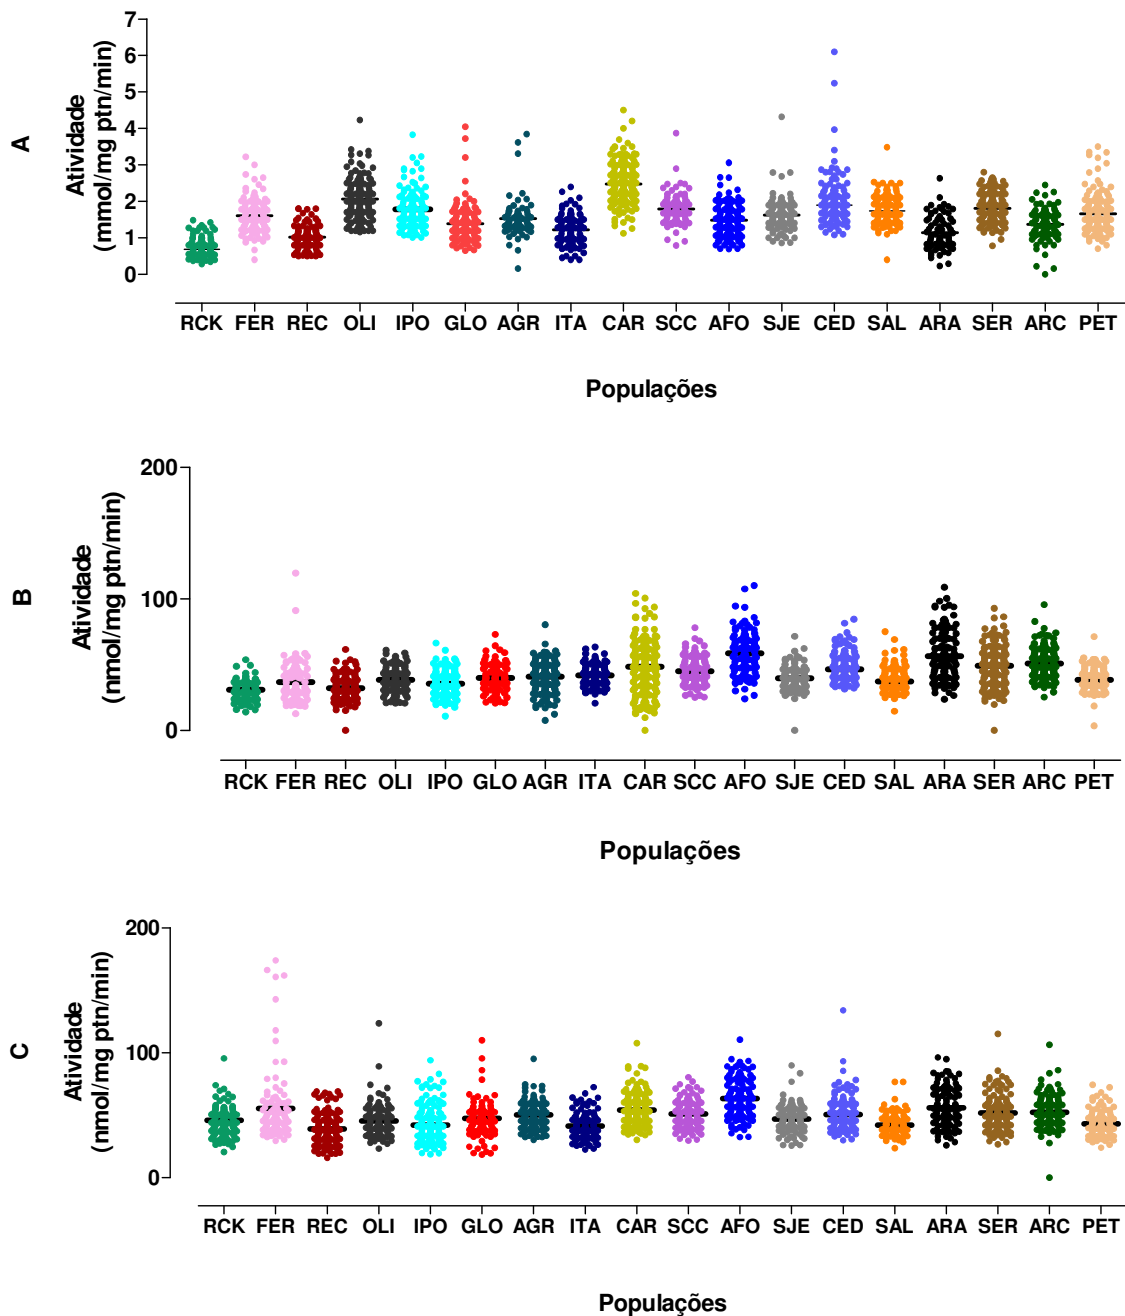 A
Atividade
(nmol/mg ptn/min)
7
6
5
4
3
2
1
0
RCK FER REC OLI IPO GLO AGR ITA CAR SCC AFO SJE CED SAL ARA SER ARC PET
Populações
B
Atividade
(nmol/mg ptn/min)
200
100
0
RCK FER REC OLI IPO GLO AGR ITA CAR SCC AFO SJE CED SAL ARA SER ARC PET
Populações
C
Atividade
(nmol/mg ptn/min)
200
100
0
RCK FER REC OLI IPO GLO AGR ITA CAR SCC AFO SJE CED SAL ARA SER ARC PET
Populações